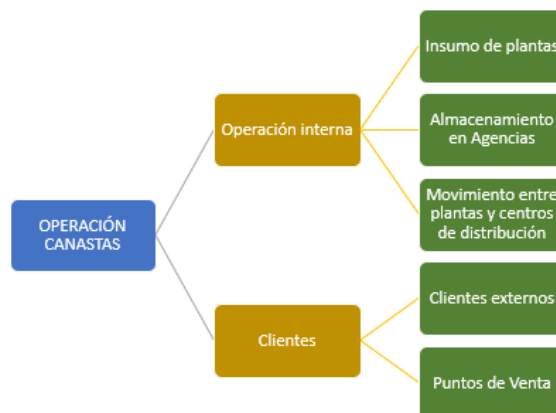 OPERACIÓN
CANASTAS
Operación interna
Insumo de plantas
Almacenamiento
en Agencias
Movimiento entre
plantas y centros
de distribución
Clientes
Clientes externos
Puntos de Venta